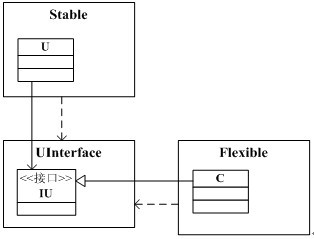 Stable
U
UInterface
<<接口>>
IU
Flexible
C